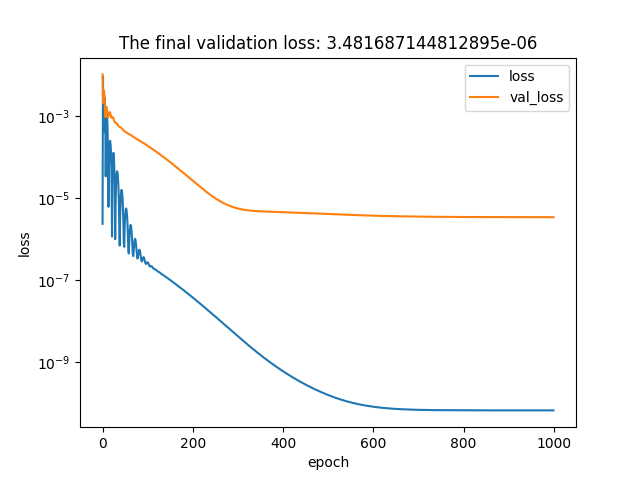 The final validation loss: 3.481687144812895e-06
loss
val_loss
10⁻³
10⁻⁵
10⁻⁷
10⁻⁹
loss
0 200 400 600 800 1000
epoch